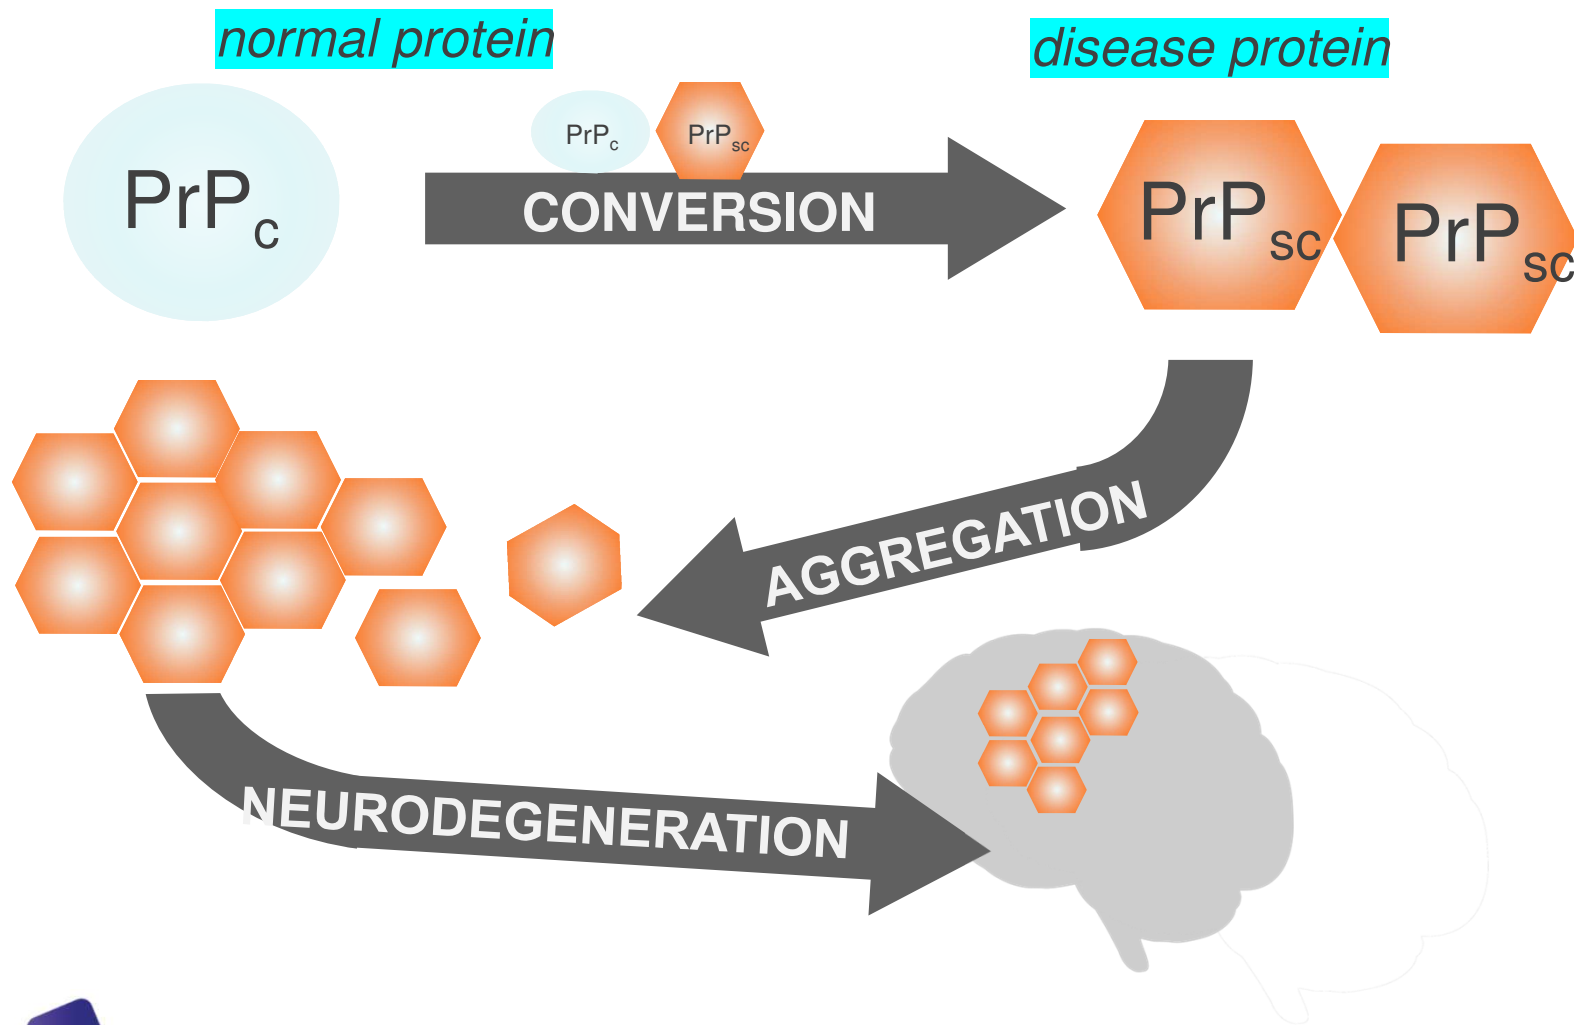 normal protein
disease protein
PrPc
PrPc
PrPsc
CONVERSION
PrPsc
PrPsc
AGGREGATION
NEURODEGENERATION